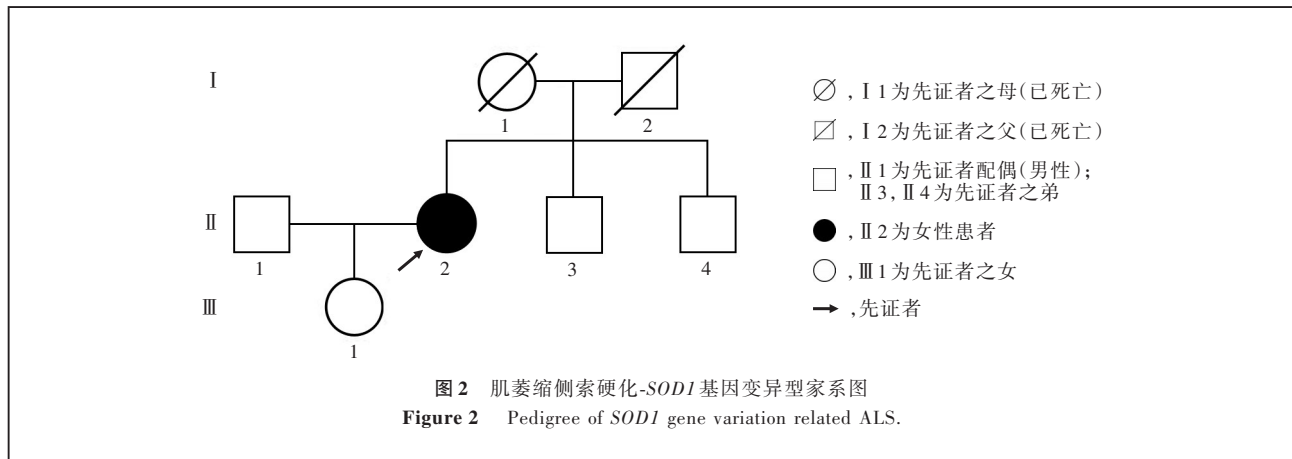 Ⅰ
1
2
Ⅱ
1
2
3
4
Ⅲ
1
,Ⅰ1为先证者之母(已死亡)
,Ⅰ2为先证者之父(已死亡)
,Ⅱ1为先证者配偶(男性);
Ⅱ3,Ⅱ4为先证者之弟
,Ⅱ2为女性患者
,Ⅲ1为先证者之女
,先证者
图2 肌萎缩侧索硬化-SOD1基因变异型家系图
Figure 2 Pedigree of SOD1 gene variation related ALS.